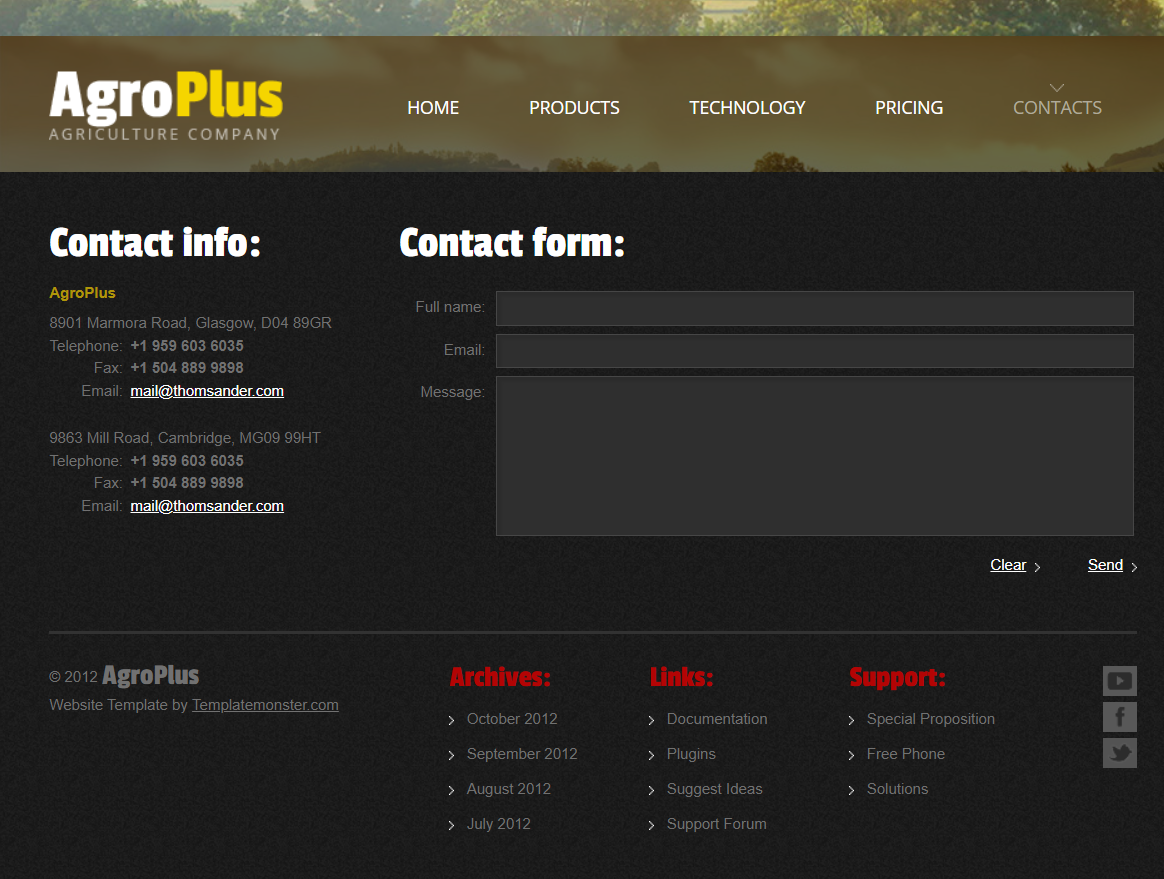 AgroPlus
AGRICULTURE COMPANY
HOME PRODUCTS TECHNOLOGY PRICING CONTACTS
Contact info:
AgroPlus
8901 Marmora Road, Glasgow, D04 89GR
Telephone: +1 959 603 6035
Fax: +1 504 889 9898
Email: mail@thomsander.com
9863 Mill Road, Cambridge, MG09 99HT
Telephone: +1 959 603 6035
Fax: +1 504 889 9898
Email: mail@thomsander.com
Contact form:
Full name:
Email:
Message:
Clear Send
© 2012 AgroPlus
Website Template by Templatemonster.com
Archives:
October 2012
September 2012
August 2012
July 2012
Links:
Documentation
Plugins
Suggest Ideas
Support Forum
Support:
Special Proposition
Free Phone
Solutions